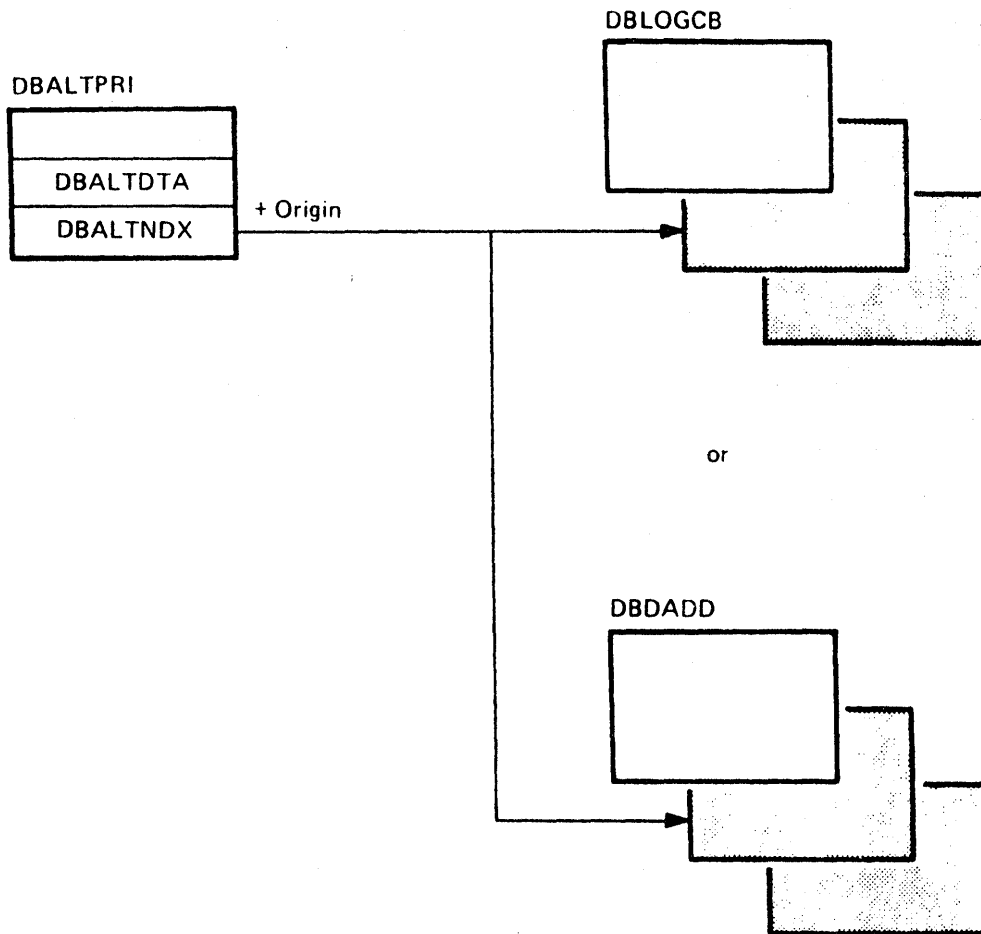 DBLOGCB
DBALTPRI
DBALTDTA
DBALTNDX
+ Origin
or
DBDADD